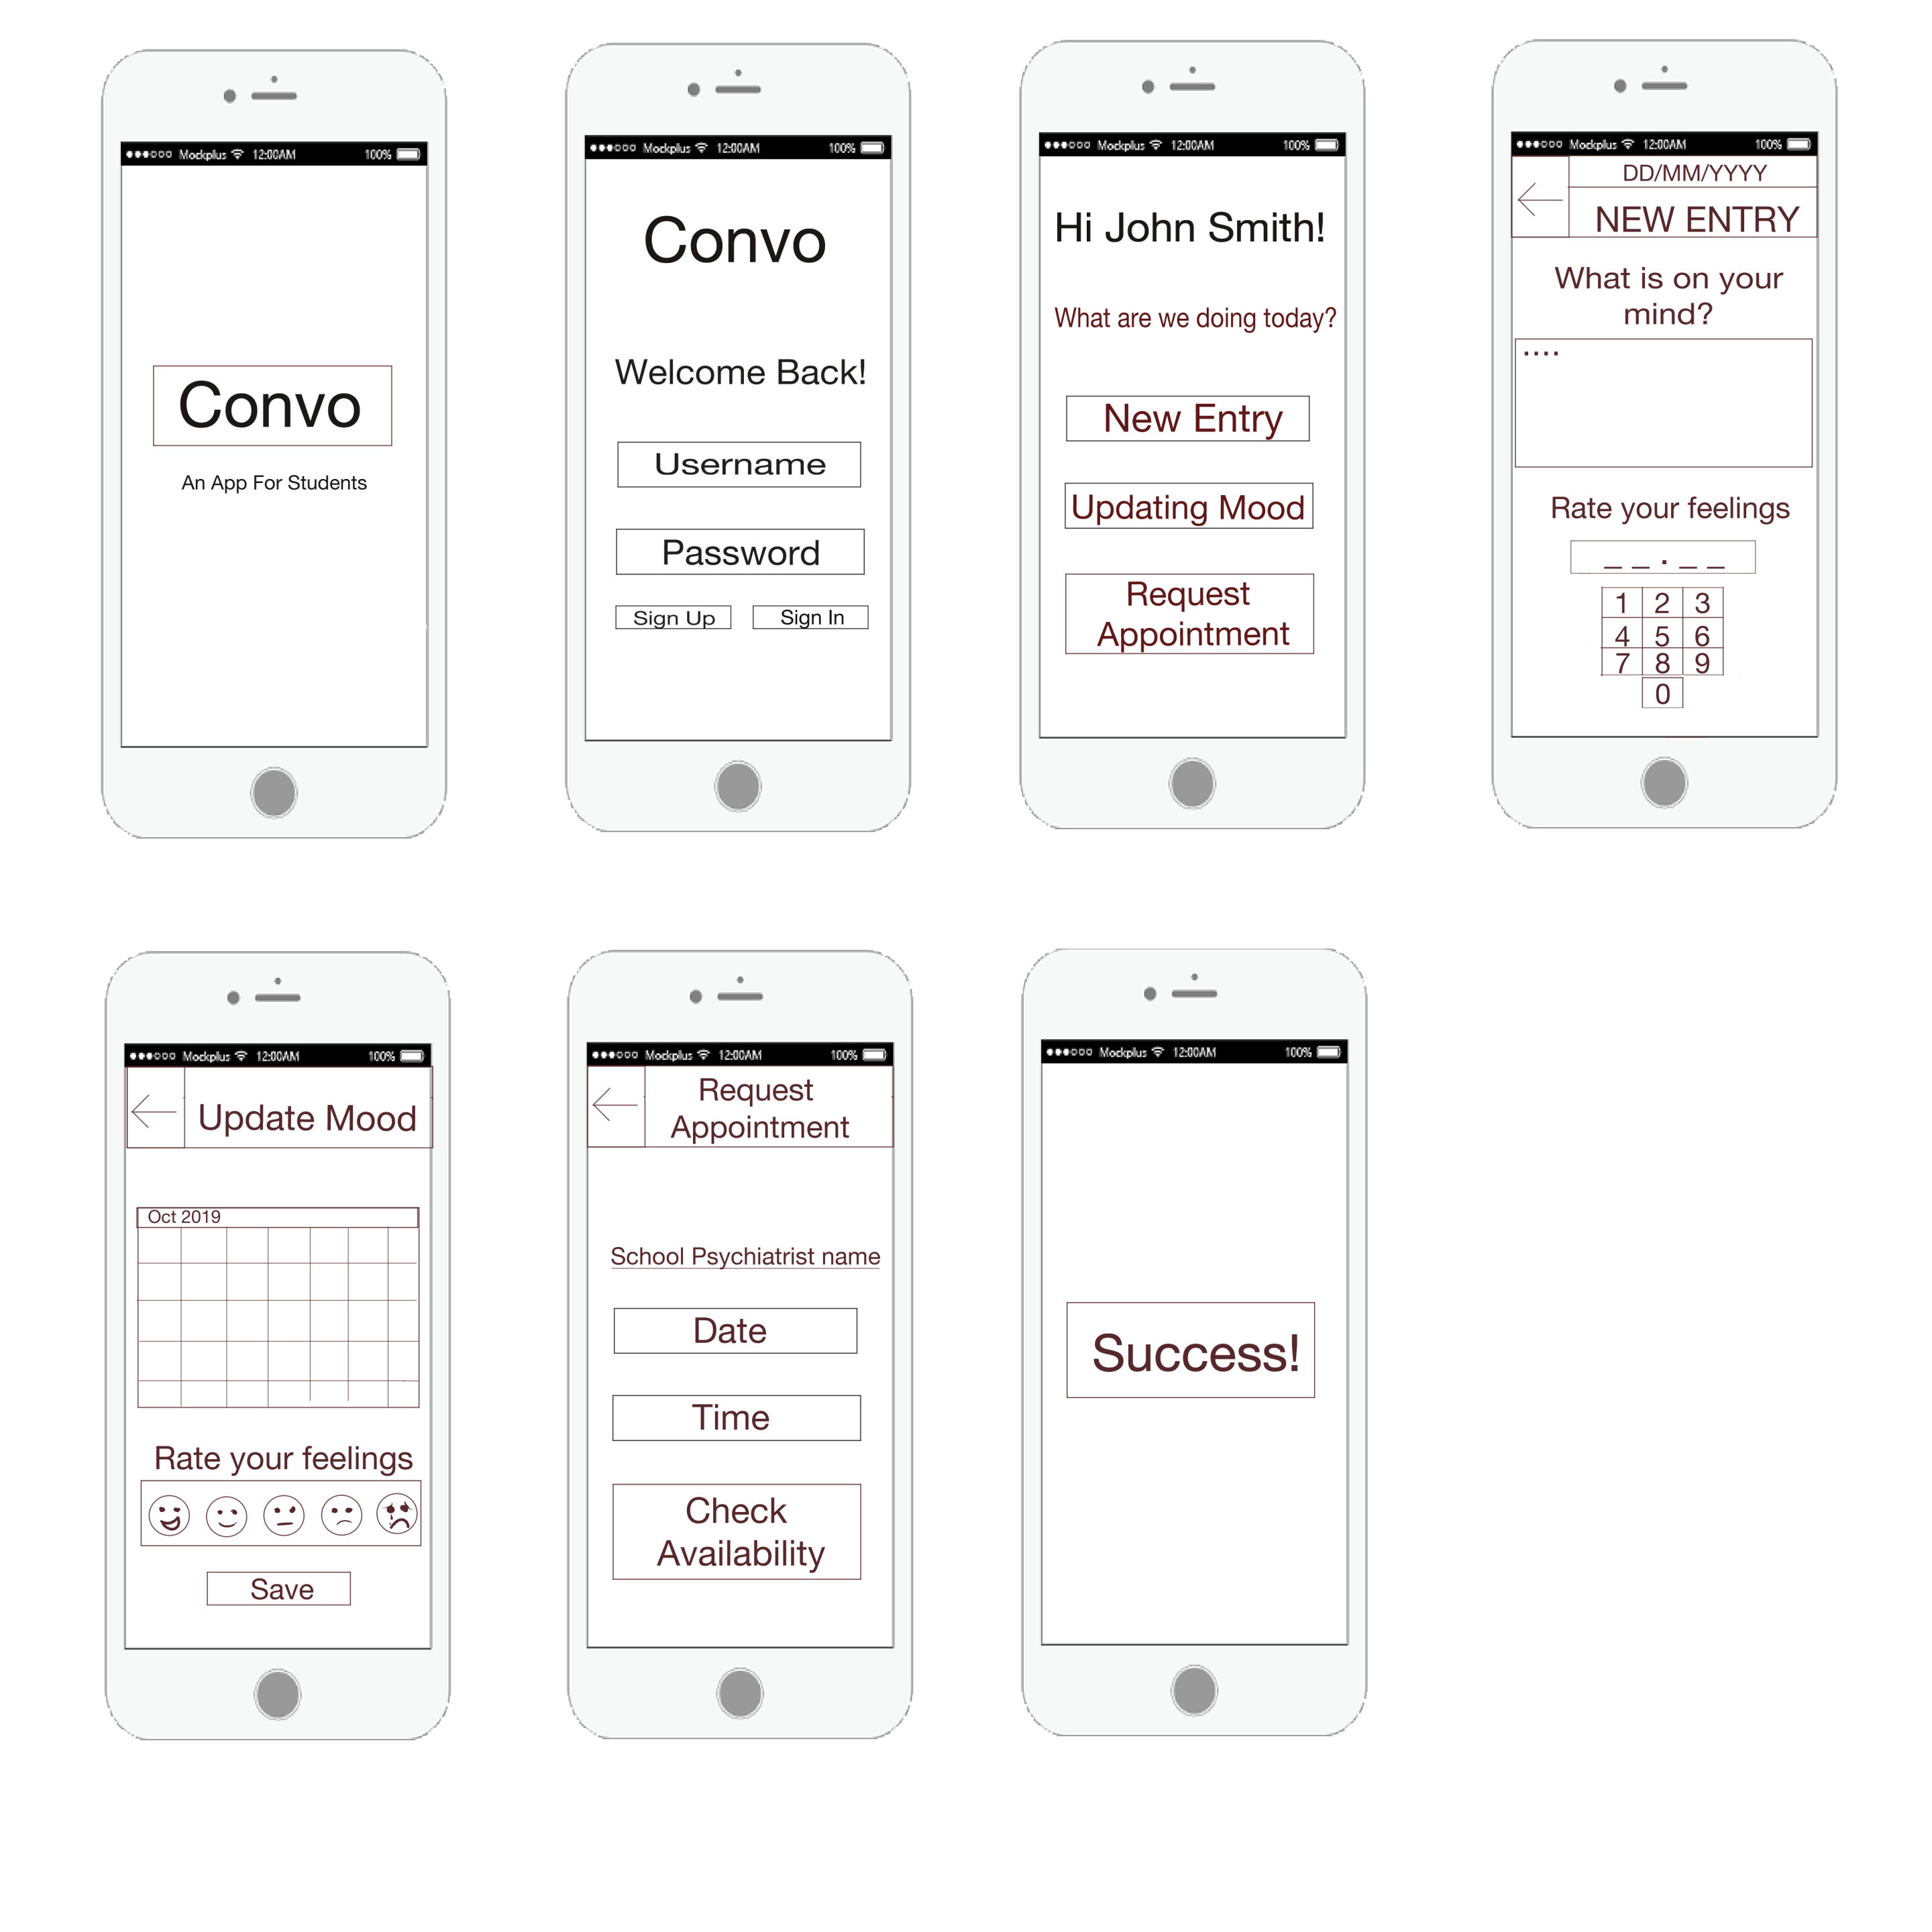 Mockplus 12:00AM 100%
Convo
An App For Students
Mockplus 12:00AM 100%
Convo
Welcome Back!
Username
Password
Sign Up Sign In
Mockplus 12:00AM 100%
Hi John Smith!
What are we doing today?
New Entry
Updating Mood
Request
Appointment
Mockplus 12:00AM 100%
DD/MM/YYYY
NEW ENTRY
What is on your
mind?
....
Rate your feelings
_ _ . _ _
1 2 3
4 5 6
7 8 9
0
Mockplus 12:00AM 100%
Update Mood
Oct 2019
Rate your feelings
Save
Mockplus 12:00AM 100%
Request
Appointment
School Psychiatrist name
Date
Time
Check
Availability
Mockplus 12:00AM 100%
Success!